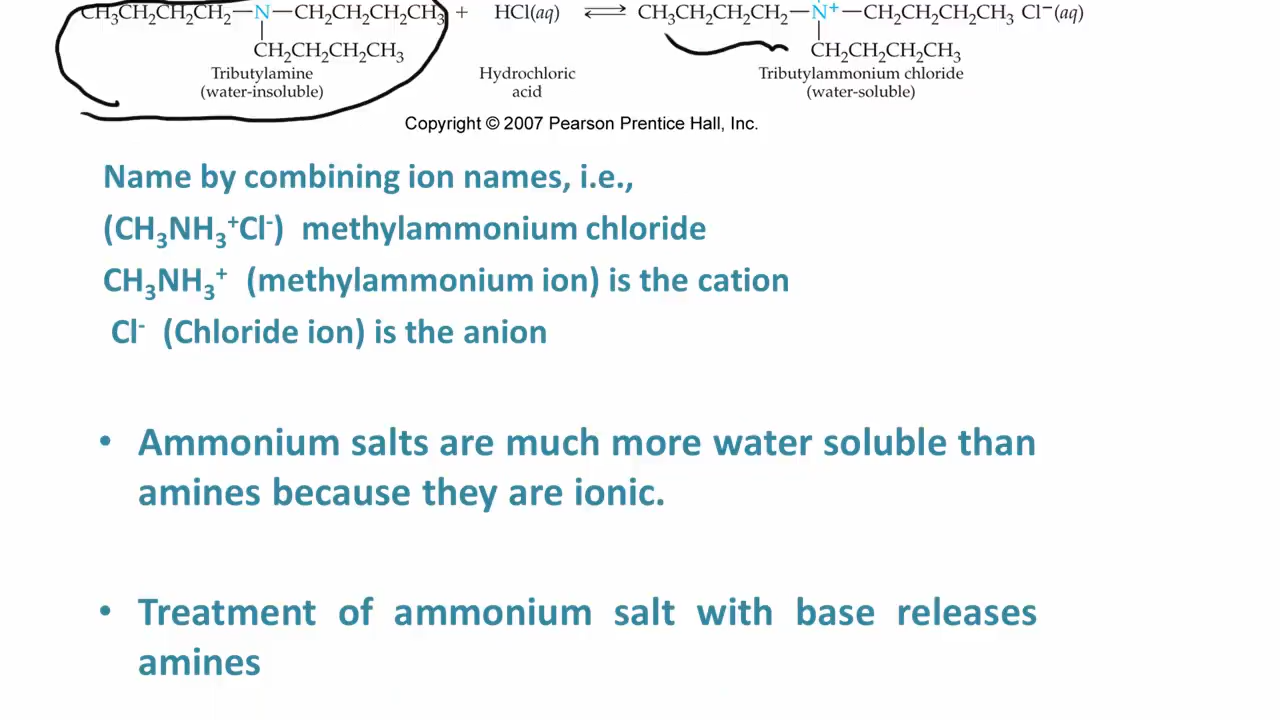 CH₃CH₂CH₂CH₂—N—CH₂CH₂CH₂CH₃ + HCl(aq) ⇌ CH₃CH₂CH₂CH₂—N⁺—CH₂CH₂CH₂CH₃ Cl⁻(aq)
CH₂CH₂CH₂CH₃ CH₂CH₂CH₂CH₃
Tributylamine Hydrochloric Tributylammonium chloride
(water-insoluble) acid (water-soluble)
Copyright © 2007 Pearson Prentice Hall, Inc.
Name by combining ion names, i.e.,
(CH₃NH₃⁺Cl⁻) methylammonium chloride
CH₃NH₃⁺ (methylammonium ion) is the cation
Cl⁻ (Chloride ion) is the anion
• Ammonium salts are much more water soluble than
amines because they are ionic.
• Treatment of ammonium salt with base releases
amines